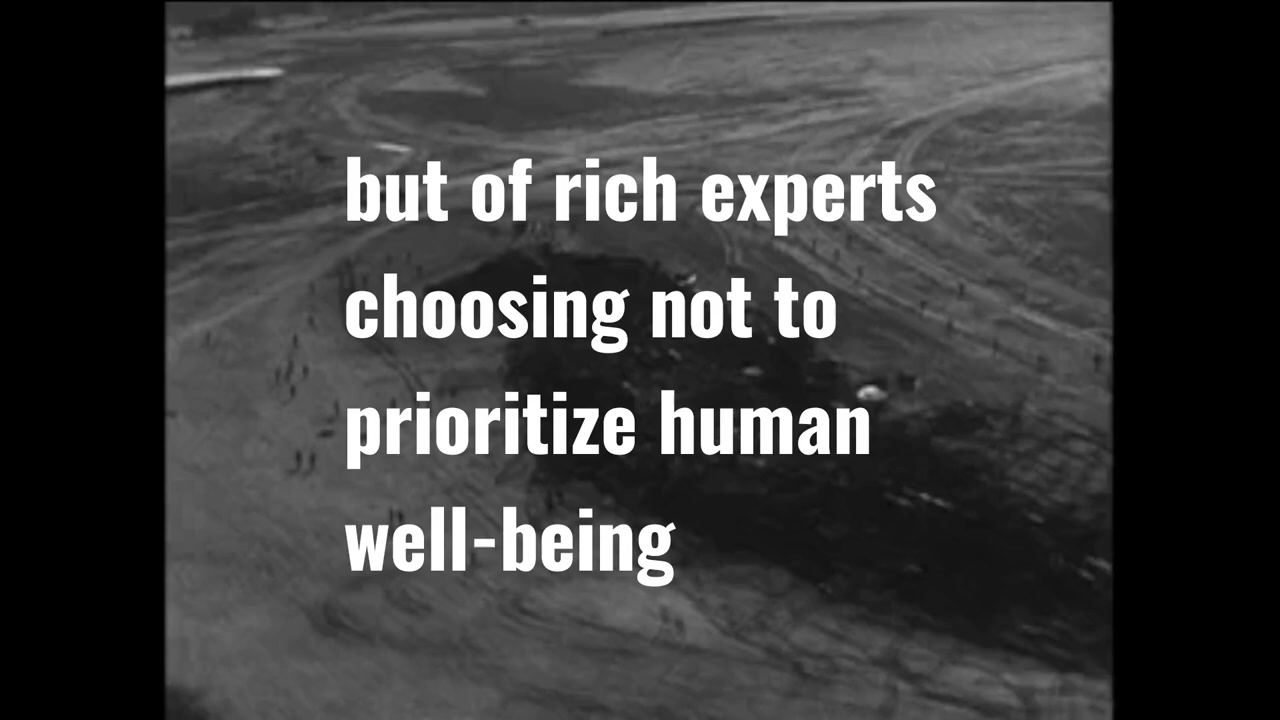 but of rich experts
choosing not to
prioritize human
well-being